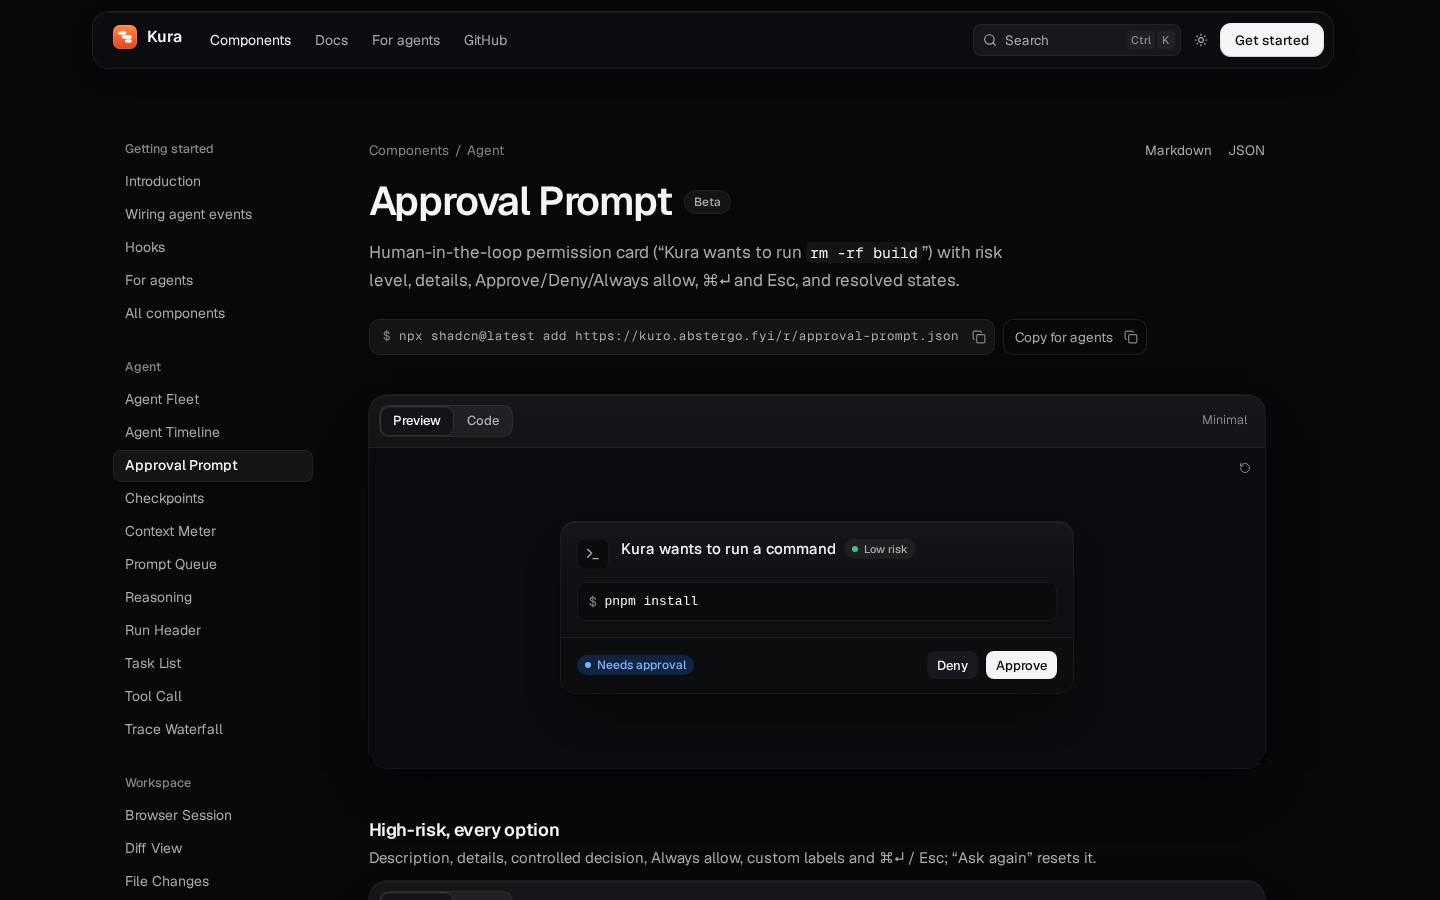 Kura
Components
Docs
For agents
GitHub
Search
Ctrl K
Get started
Getting started
Introduction
Wiring agent events
Hooks
For agents
All components
Agent
Agent Fleet
Agent Timeline
Approval Prompt
Checkpoints
Context Meter
Prompt Queue
Reasoning
Run Header
Task List
Tool Call
Trace Waterfall
Workspace
Browser Session
Diff View
File Changes
Components / Agent
Markdown
JSON
Approval Prompt
Beta
Human-in-the-loop permission card (“Kura wants to run rm -rf build”) with risk
level, details, Approve/Deny/Always allow, ⌘↵ and Esc, and resolved states.
$ npx shadcn@latest add https://kuro.abstergo.fyi/r/approval-prompt.json
Copy for agents
Preview
Code
Minimal
Kura wants to run a command
Low risk
$ pnpm install
Needs approval
Deny
Approve
High-risk, every option
Description, details, controlled decision, Always allow, custom labels and ⌘↵ / Esc; “Ask again” resets it.